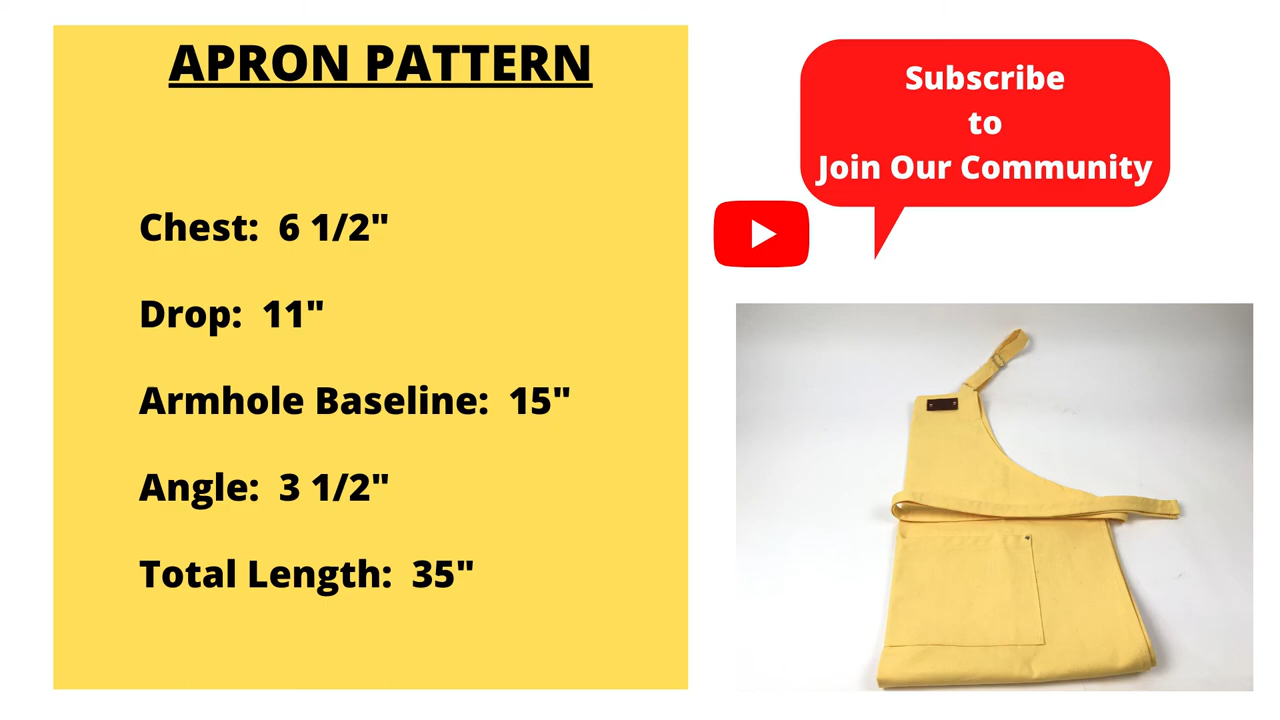 APRON PATTERN
Chest: 6 1/2"
Drop: 11"
Armhole Baseline: 15"
Angle: 3 1/2"
Total Length: 35"
Subscribe
to
Join Our Community